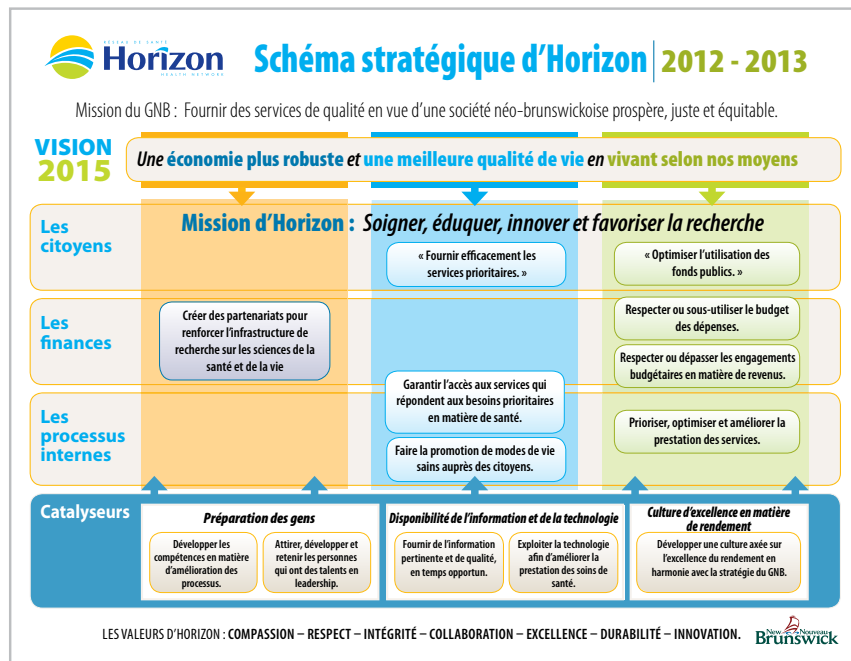 RÉSEAU DE SANTÉ
Horizon
HEALTH NETWORK
Schéma stratégique d’Horizon | 2012 - 2013
Mission du GNB : Fournir des services de qualité en vue d’une société néo-brunswickoise prospère, juste et équitable.
VISION
2015
Une économie plus robuste et une meilleure qualité de vie en vivant selon nos moyens
Les
citoyens
Mission d’Horizon : Soigner, éduquer, innover et favoriser la recherche
« Fournir efficacement les
services prioritaires. »
« Optimiser l’utilisation des
fonds publics. »
Les
finances
Créer des partenariats pour
renforcer l’infrastructure de
recherche sur les sciences de la
santé et de la vie
Respecter ou sous-utiliser le budget
des dépenses.
Respecter ou dépasser les engagements
budgétaires en matière de revenus.
Garantir l’accès aux services qui
répondent aux besoins prioritaires
en matière de santé.
Les
processus
internes
Faire la promotion de modes de vie
sains auprès des citoyens.
Prioriser, optimiser et améliorer la
prestation des services.
Catalyseurs
Préparation des gens
Développer les
compétences en matière
d’amélioration des
processus.
Attirer, développer et
retenir les personnes
qui ont des talents en
leadership.
Disponibilité de l’information et de la technologie
Fournir de l’information
pertinente et de qualité,
en temps opportun.
Exploiter la technologie
afin d’améliorer la
prestation des soins de
santé.
Culture d’excellence en matière
de rendement
Développer une culture axée sur
l’excellence du rendement en
harmonie avec la stratégie du GNB.
LES VALEURS D’HORIZON : COMPASSION – RESPECT – INTÉGRITÉ – COLLABORATION – EXCELLENCE – DURABILITÉ – INNOVATION.
New Nouveau
Brunswick